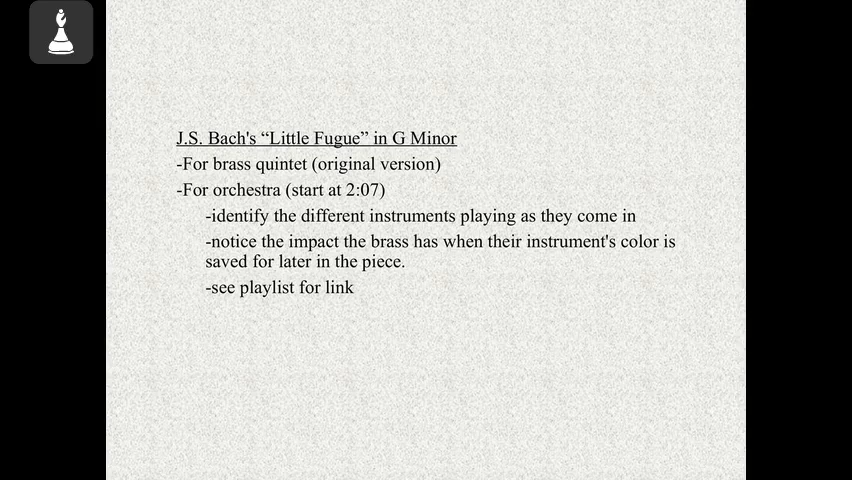 J.S. Bach's “Little Fugue” in G Minor
-For brass quintet (original version)
-For orchestra (start at 2:07)
-identify the different instruments playing as they come in
-notice the impact the brass has when their instrument's color is
saved for later in the piece.
-see playlist for link